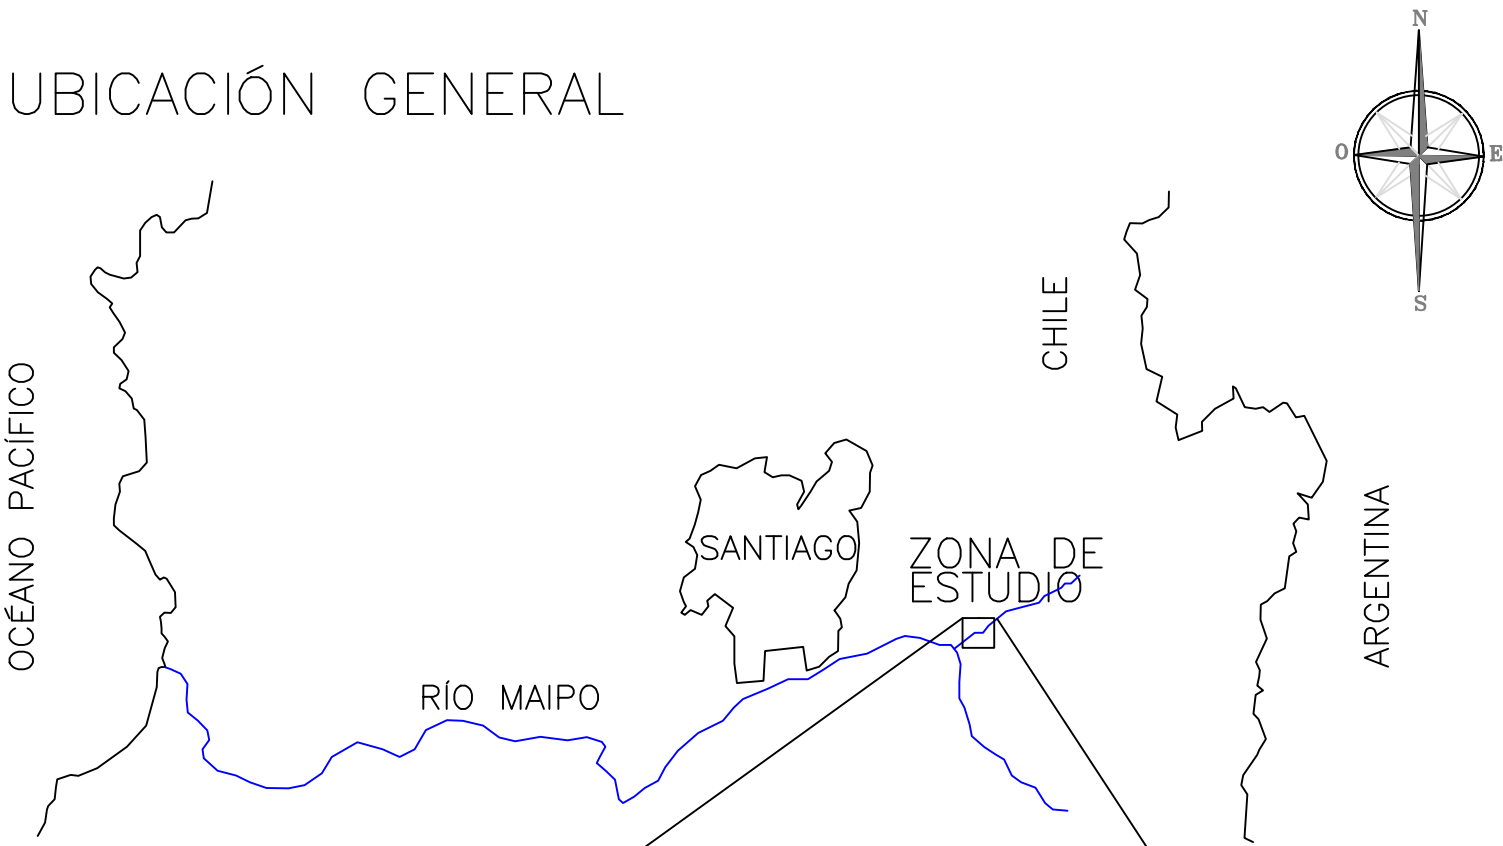 N
UBICACIÓN GENERAL
O
E
S
CHILE
OCÉANO PACÍFICO
ARGENTINA
SANTIAGO
ZONA DE
ESTUDIO
RÍO MAIPO